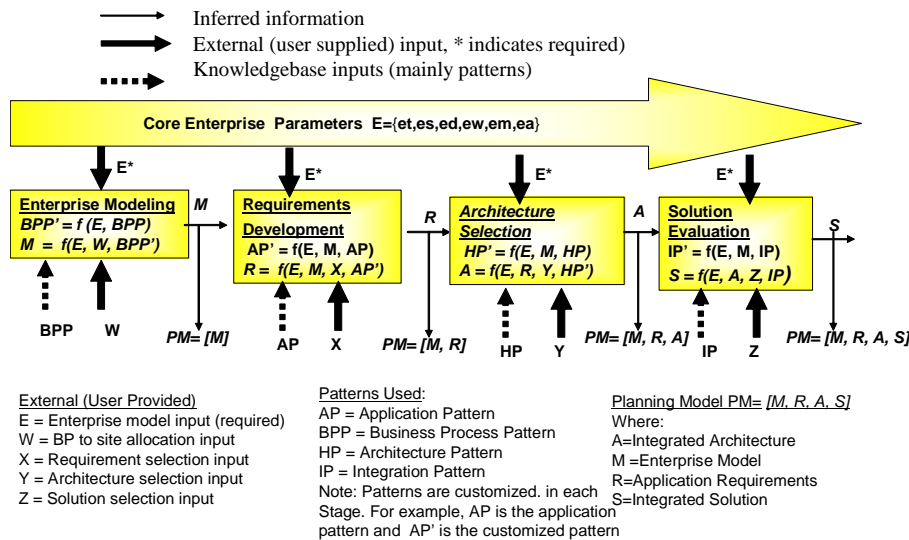 Inferred information
External (user supplied) input, * indicates required)
Knowledgebase inputs (mainly patterns)
Core Enterprise Parameters E={et,es,ed,ew,em,ea}
E*
E*
E*
E*
Enterprise Modeling
BPP' = f (E, BPP)
M = f(E, W, BPP')
M
Requirements
Development
AP' = f(E, M, AP)
R = f(E, M, X, AP')
R
Architecture
Selection
HP' = f(E, M, HP)
A = f(E, R, Y, HP')
A
Solution
Evaluation
IP' = f(E, M, IP)
S = f(E, A, Z, IP)
S
BPP
W
PM= [M]
AP
X
PM= [M, R]
HP
Y
PM= [M, R, A]
IP
Z
PM= [M, R, A, S]
External (User Provided)
E = Enterprise model input (required)
W = BP to site allocation input
X = Requirement selection input
Y = Architecture selection input
Z = Solution selection input
Patterns Used:
AP = Application Pattern
BPP = Business Process Pattern
HP = Architecture Pattern
IP = Integration Pattern
Note: Patterns are customized. in each
Stage. For example, AP is the application
pattern and AP' is the customized pattern
Planning Model PM= [M, R, A, S]
Where:
A=Integrated Architecture
M =Enterprise Model
R=Application Requirements
S=Integrated Solution